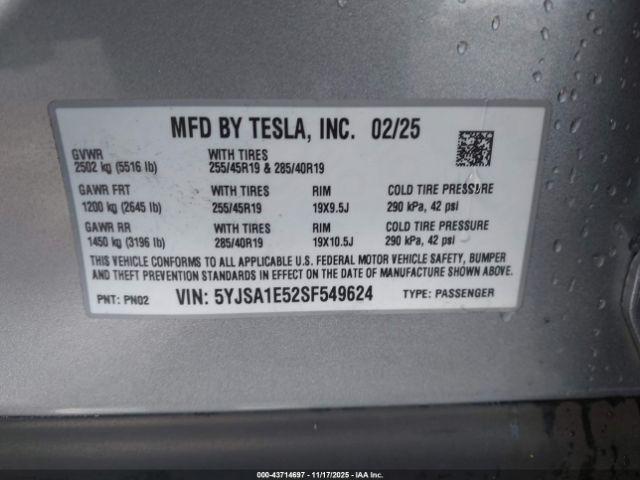 MFD BY TESLA, INC. 02/25
GVWR WITH TIRES
2502 kg (5516 lb) 255/45R19 & 285/40R19
GAWR FRT WITH TIRES RIM COLD TIRE PRESSURE
1200 kg (2645 lb) 255/45R19 19X9.5J 290 kPa, 42 psi
GAWR RR WITH TIRES RIM COLD TIRE PRESSURE
1450 kg (3196 lb) 285/40R19 19X10.5J 290 kPa, 42 psi
THIS VEHICLE CONFORMS TO ALL APPLICABLE U.S. FEDERAL MOTOR VEHICLE SAFETY, BUMPER
AND THEFT PREVENTION STANDARDS IN EFFECT ON THE DATE OF MANUFACTURE SHOWN ABOVE.
PNT: PN02 VIN: 5YJSA1E52SF549624 TYPE: PASSENGER
000-43714697 - 11/17/2025 - IAAI.COM